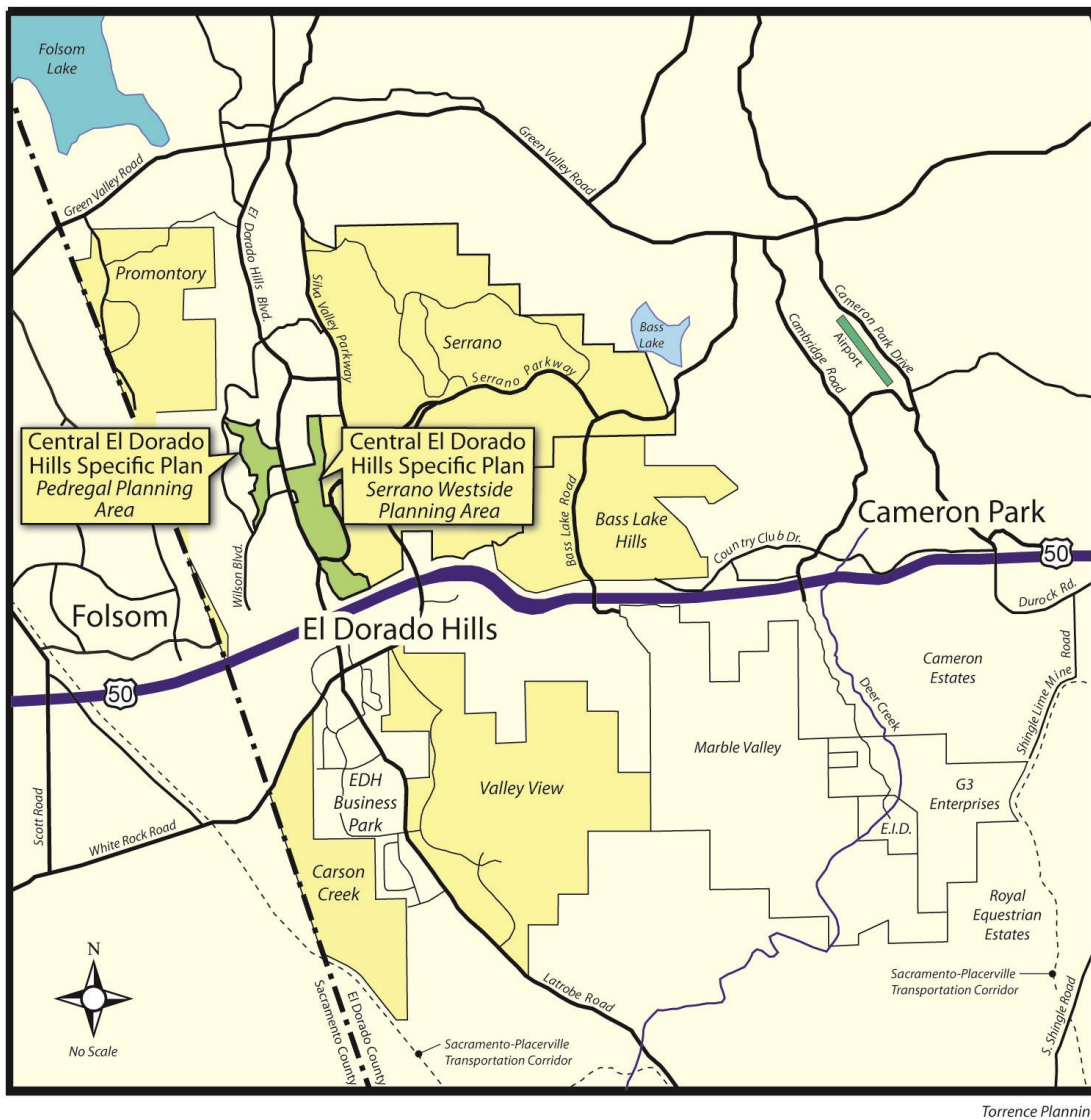 Folsom
Lake
Green Valley Road
Green Valley Road
El Dorado Hills Blvd.
Silva Valley Parkway
Promontory
Serrano
Serrano Parkway
Bass
Lake
Cameron Park Drive
Airport
Cambridge Road
Central El Dorado
Hills Specific Plan
Pedregal Planning
Area
Central El Dorado
Hills Specific Plan
Serrano Westside
Planning Area
Wilson Blvd.
Bass Lake Road
Bass Lake
Hills
Country Club Dr.
Cameron Park
50
Durock Rd.
Folsom
El Dorado Hills
50
Cameron
Estates
Shingle Lime Mine
Road
Deer Creek
Marble Valley
Scott Road
White Rock Road
EDH
Business
Park
Valley View
G3
Enterprises
E.I.D.
Carson
Creek
Royal
Equestrian
Estates
N
No Scale
Sacramento County
El Dorado County
Latrobe Road
Sacramento-Placerville
Transportation Corridor
Sacramento-Placerville
Transportation Corridor
S. Shingle Road
Torrence Plannin